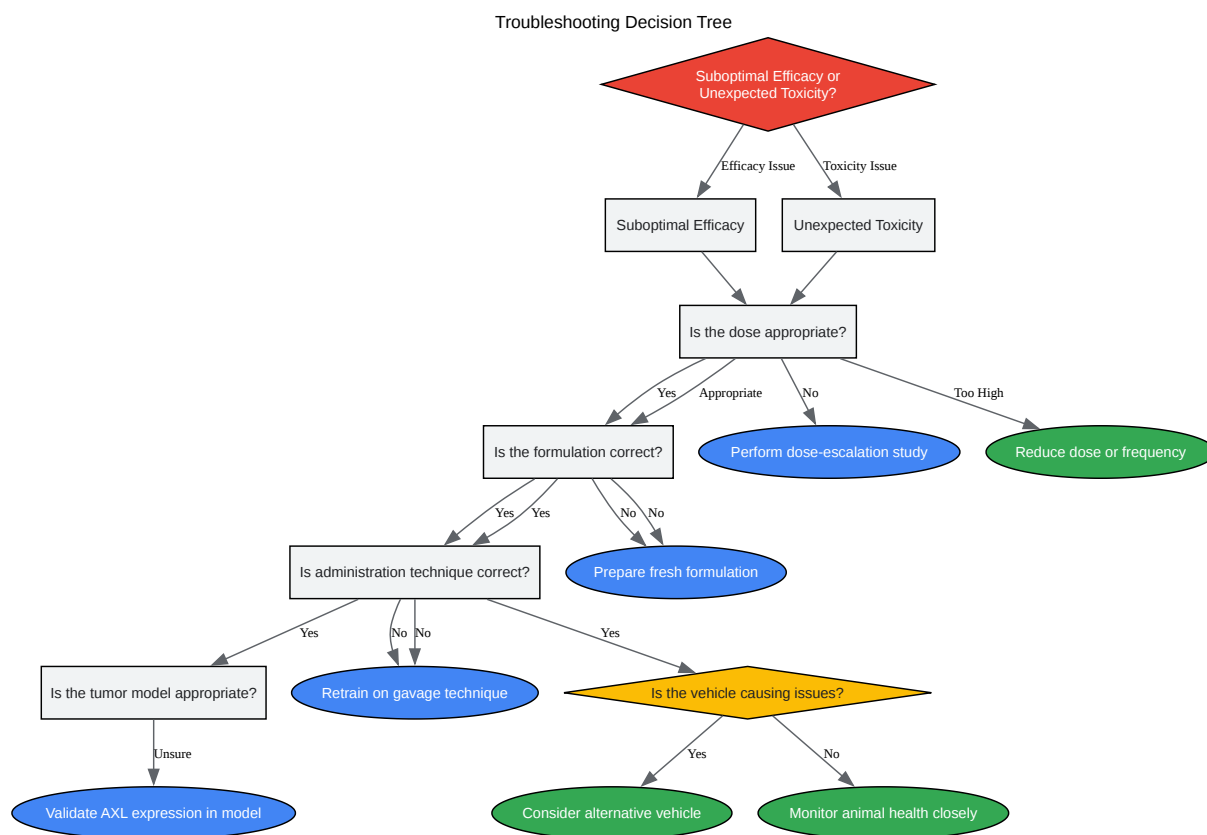 Troubleshooting Decision Tree
Suboptimal Efficacy or
Unexpected Toxicity?
Efficacy Issue
Toxicity Issue
Suboptimal Efficacy
Unexpected Toxicity
Is the dose appropriate?
Yes
Appropriate
No
Too High
Is the formulation correct?
Perform dose-escalation study
Reduce dose or frequency
Yes
Yes
No
No
Is administration technique correct?
Prepare fresh formulation
Yes
No
No
Yes
Is the tumor model appropriate?
Retrain on gavage technique
Is the vehicle causing issues?
Unsure
Yes
No
Validate AXL expression in model
Consider alternative vehicle
Monitor animal health closely